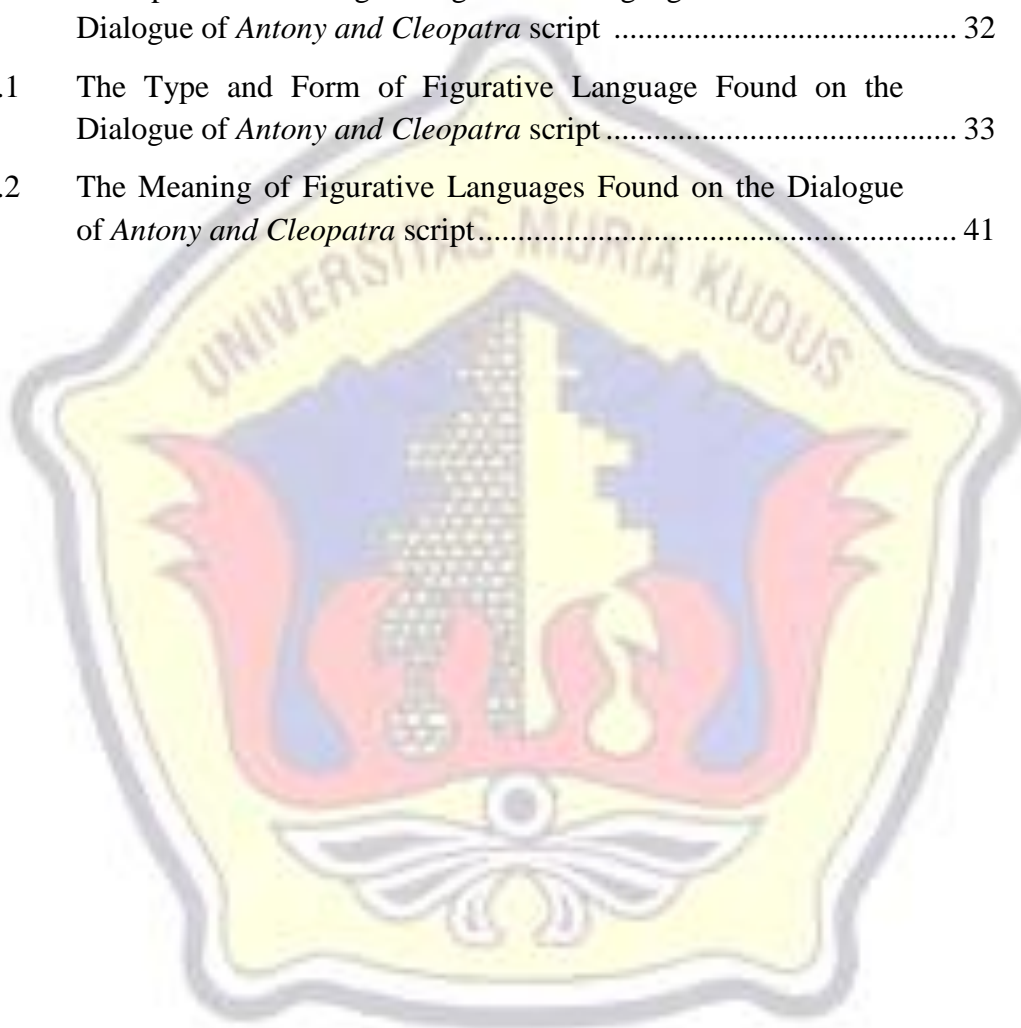 Dialogue of Antony and Cleopatra script ........................................ 32
.1 The Type and Form of Figurative Language Found on the
Dialogue of Antony and Cleopatra script ........................................ 33
.2 The Meaning of Figurative Languages Found on the Dialogue
of Antony and Cleopatra script ........................................ 41
UNIVERSITAS MURIA KUDUS